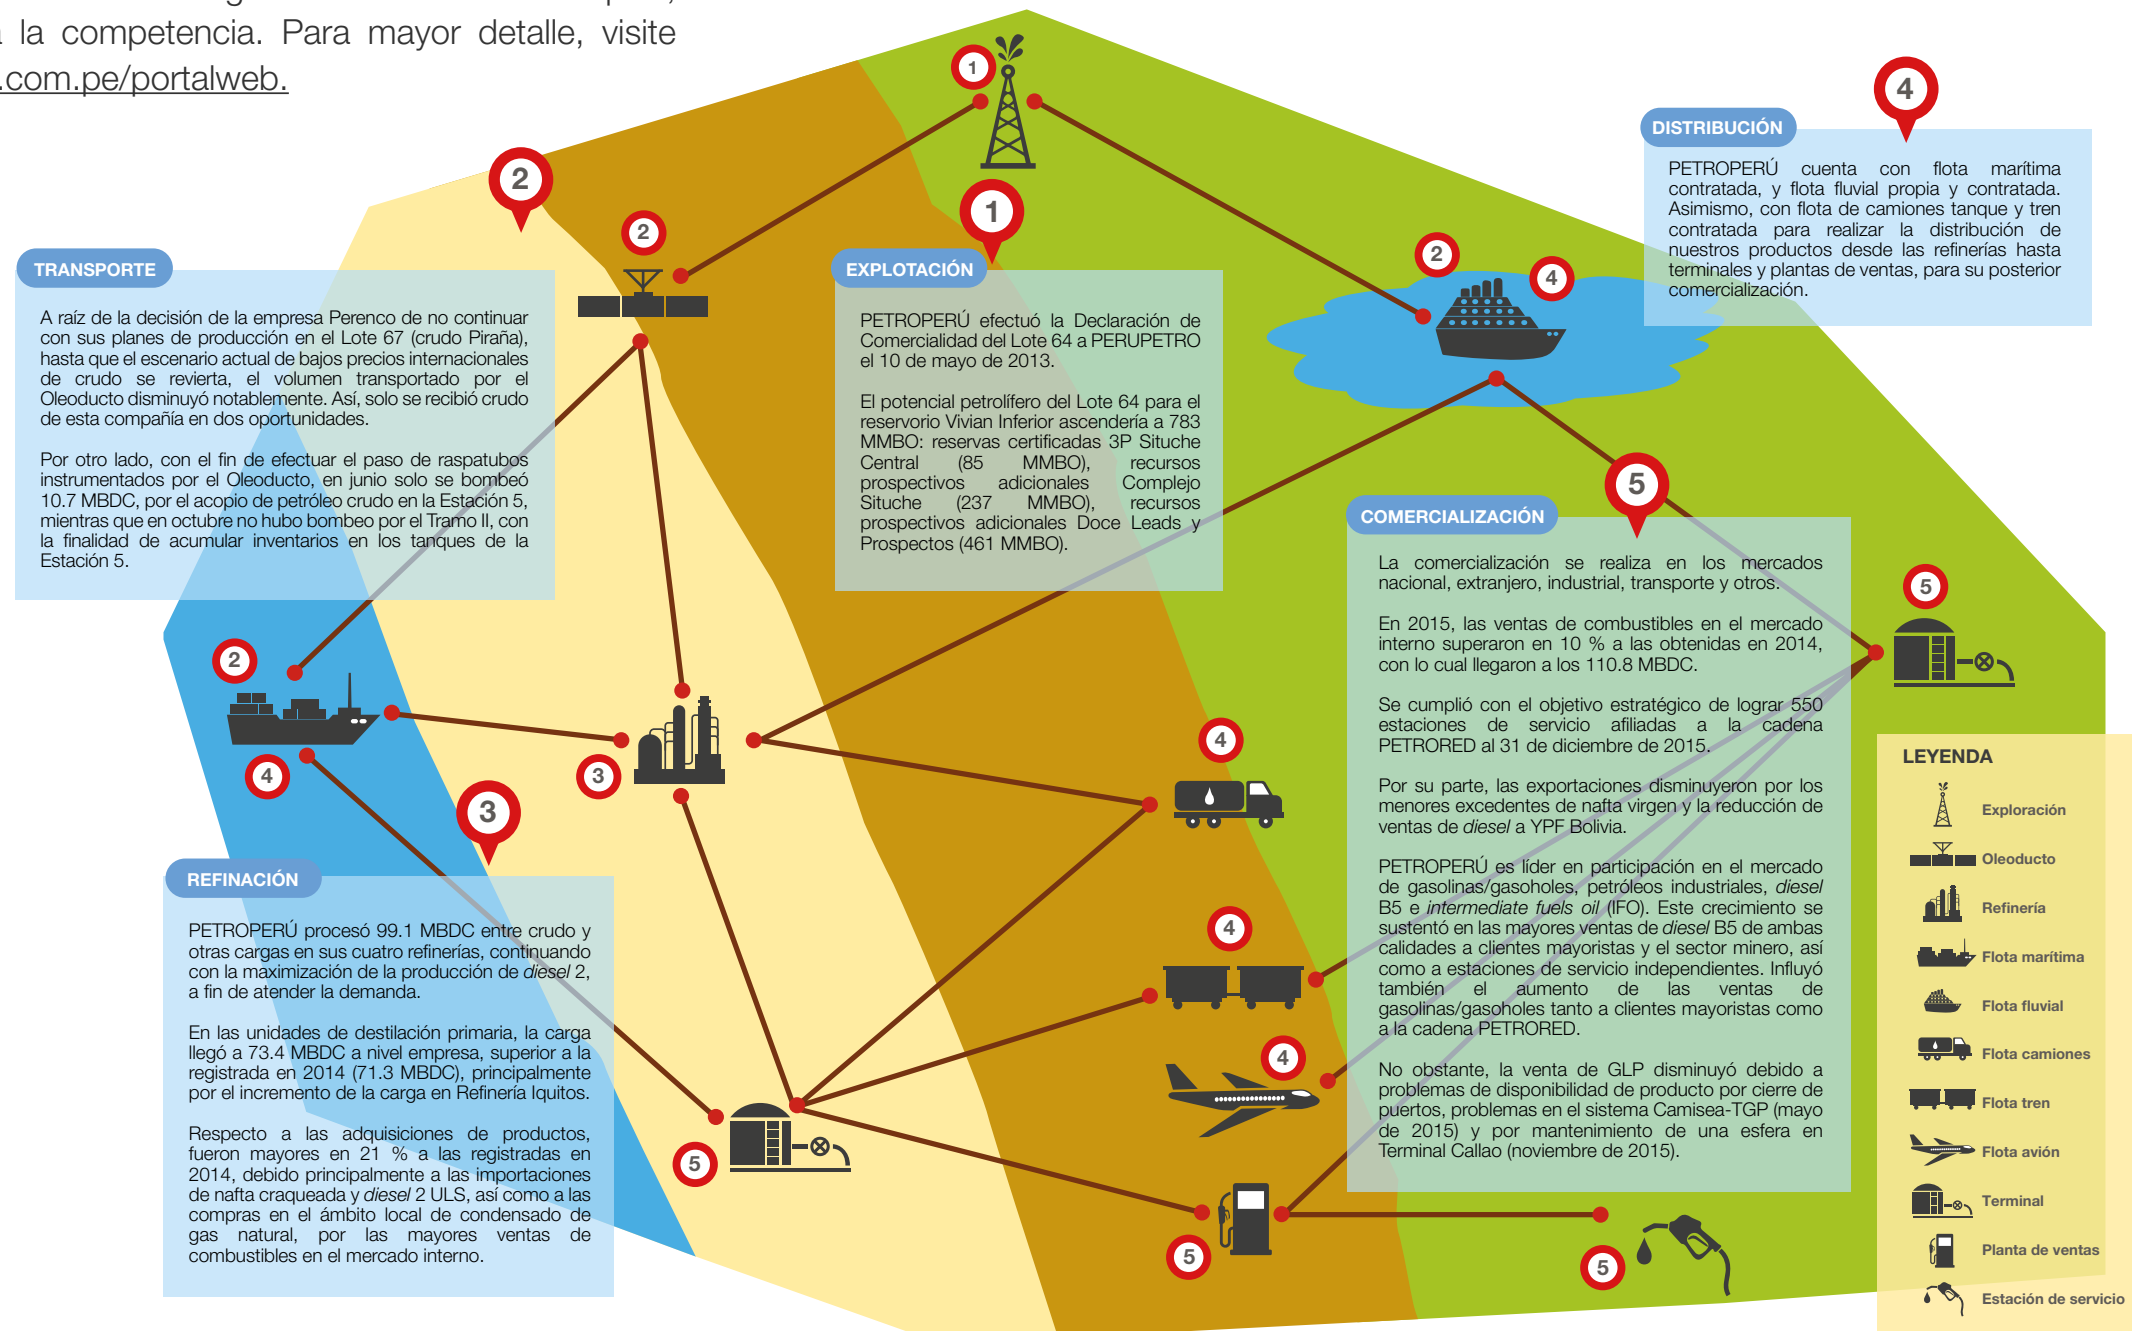 a la competencia. Para mayor detalle, visite
.com.pe/portalweb.
1
4
DISTRIBUCIÓN
PETROPERÚ cuenta con flota marítima
contratada, y flota fluvial propia y contratada.
Asimismo, con flota de camiones tanque y tren
contratada para realizar la distribución de
nuestros productos desde las refinerías hasta
terminales y plantas de ventas, para su posterior
comercialización.
2
2
1
2
4
TRANSPORTE
A raíz de la decisión de la empresa Perenco de no continuar
con sus planes de producción en el Lote 67 (crudo Piraña),
hasta que el escenario actual de bajos precios internacionales
de crudo se revierta, el volumen transportado por el
Oleoducto disminuyó notablemente. Así, solo se recibió crudo
de esta compañía en dos oportunidades.
Por otro lado, con el fin de efectuar el paso de raspatubos
instrumentados por el Oleoducto, en junio solo se bombeó
10.7 MBDC, por el acopio de petróleo crudo en la Estación 5,
mientras que en octubre no hubo bombeo por el Tramo II, con
la finalidad de acumular inventarios en los tanques de la
Estación 5.
EXPLOTACIÓN
PETROPERÚ efectuó la Declaración de
Comercialidad del Lote 64 a PERUPETRO
el 10 de mayo de 2013.
El potencial petrolífero del Lote 64 para el
reservorio Vivian Inferior ascendería a 783
MMBO: reservas certificadas 3P Situche
Central (85 MMBO), recursos
prospectivos adicionales Complejo
Situche (237 MMBO), recursos
prospectivos adicionales Doce Leads y
Prospectos (461 MMBO).
5
COMERCIALIZACIÓN
La comercialización se realiza en los mercados
nacional, extranjero, industrial, transporte y otros.
En 2015, las ventas de combustibles en el mercado
interno superaron en 10 % a las obtenidas en 2014,
con lo cual llegaron a los 110.8 MBDC.
Se cumplió con el objetivo estratégico de lograr 550
estaciones de servicio afiliadas a la cadena
PETRORED al 31 de diciembre de 2015.
Por su parte, las exportaciones disminuyeron por los
menores excedentes de nafta virgen y la reducción de
ventas de diesel a YPF Bolivia.
PETROPERÚ es líder en participación en el mercado
de gasolinas/gasoholes, petróleos industriales, diesel
B5 e intermediate fuels oil (IFO). Este crecimiento se
sustentó en las mayores ventas de diesel B5 de ambas
calidades a clientes mayoristas y el sector minero, así
como a estaciones de servicio independientes. Influyó
también el aumento de las ventas de
gasolinas/gasoholes tanto a clientes mayoristas como
a la cadena PETRORED.
No obstante, la venta de GLP disminuyó debido a
problemas de disponibilidad de producto por cierre de
puertos, problemas en el sistema Camisea-TGP (mayo
de 2015) y por mantenimiento de una esfera en
Terminal Callao (noviembre de 2015).
5
2
4
3
4
3
REFINACIÓN
PETROPERÚ procesó 99.1 MBDC entre crudo y
otras cargas en sus cuatro refinerías, continuando
con la maximización de la producción de diesel 2,
a fin de atender la demanda.
En las unidades de destilación primaria, la carga
llegó a 73.4 MBDC a nivel empresa, superior a la
registrada en 2014 (71.3 MBDC), principalmente
por el incremento de la carga en Refinería Iquitos.
Respecto a las adquisiciones de productos,
fueron mayores en 21 % a las registradas en
2014, debido principalmente a las importaciones
de nafta craqueada y diesel 2 ULS, así como a las
compras en el ámbito local de condensado de
gas natural, por las mayores ventas de
combustibles en el mercado interno.
4
4
5
5
5
LEYENDA
Exploración
Oleoducto
Refinería
Flota marítima
Flota fluvial
Flota camiones
Flota tren
Flota avión
Terminal
Planta de ventas
Estación de servicio